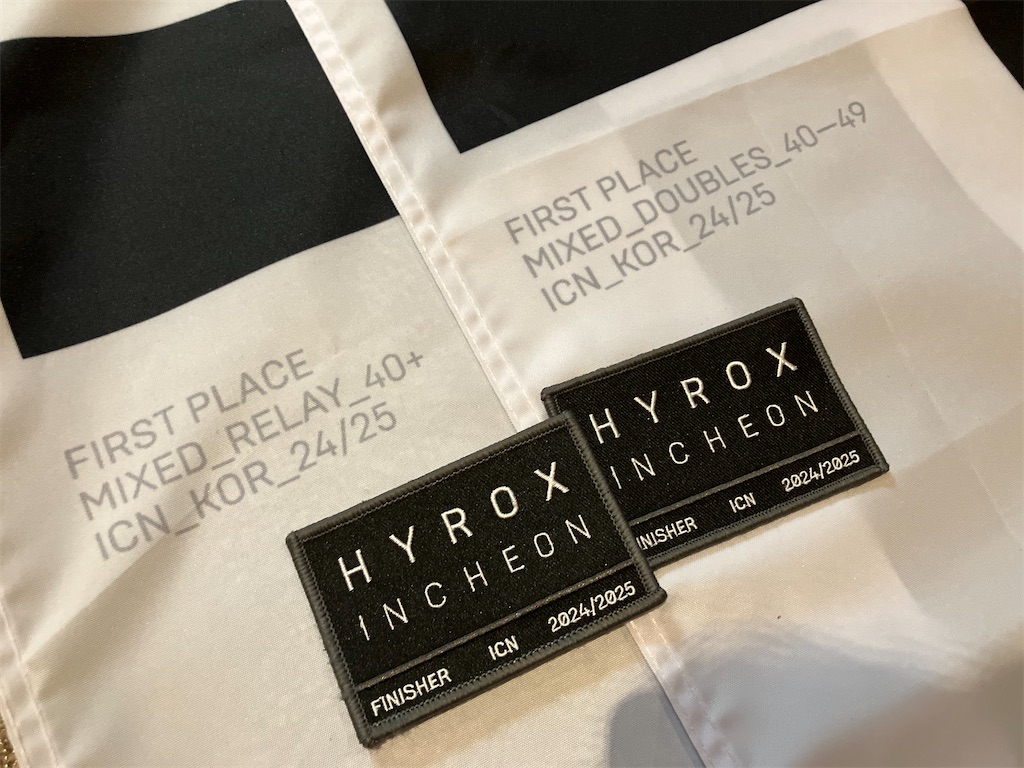 FIRST PLACE
MIXED_RELAY_40+
ICN_KOR_24/25
FIRST PLACE
MIXED_DOUBLES_40—49
ICN_KOR_24/25
HYROX
INCHEON
FINISHER ICN 2024/2025
HYROX
INCHEON
INISHER ICN 2024/2025